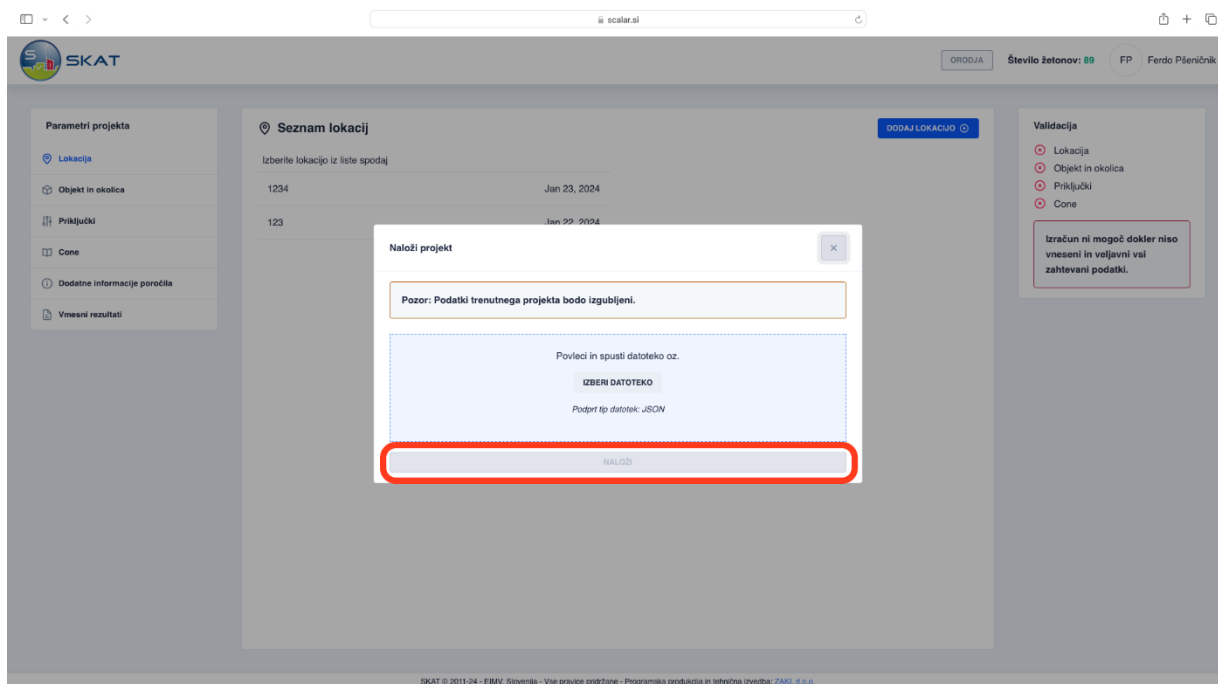 scalar.si
SKAT
ORODJA
Število žetonov: 89
FP
Ferdo Pšeničnik
Parametri projekta
Lokacija
Objekt in okolica
Priključki
Cone
Dodatne informacije poročila
Vmesni rezultati
Seznam lokacij
DODAJ LOKACIJO
Izberite lokacijo iz liste spodaj
1234 Jan 23, 2024
123 Jan 22, 2024
Naloži projekt
Pozor: Podatki trenutnega projekta bodo izgubljeni.
Povleci in spusti datoteko oz.
IZBERI DATOTEKO
Podprt tip datotek: JSON
NALOŽI
Validacija
Lokacija
Objekt in okolica
Priključki
Cone
Izračun ni mogoč dokler niso
vneseni in veljavni vsi
zahtevani podatki.
SKAT © 2011-24 - EIMV, Slovenija - Vse pravice pridržane - Programska produkcija in tehnična izvedba: ZAKI, d.o.o.